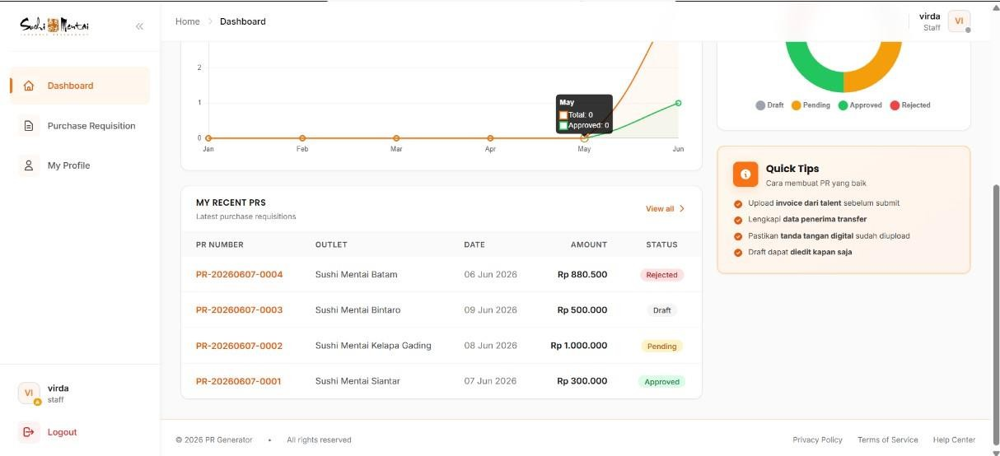 Sushi Mentai
Home > Dashboard
virda
Staff
VI
Dashboard
Purchase Requisition
My Profile
2
1
0
Jan Feb Mar Apr May Jun
May
Total: 0
Approved: 0
Draft Pending Approved Rejected
MY RECENT PRS
Latest purchase requisitions
View all
PR NUMBER OUTLET DATE AMOUNT STATUS
PR-20260607-0004 Sushi Mentai Batam 06 Jun 2026 Rp 880.500 Rejected
PR-20260607-0003 Sushi Mentai Bintaro 09 Jun 2026 Rp 500.000 Draft
PR-20260607-0002 Sushi Mentai Kelapa Gading 08 Jun 2026 Rp 1.000.000 Pending
PR-20260607-0001 Sushi Mentai Siantar 07 Jun 2026 Rp 300.000 Approved
Quick Tips
Cara membuat PR yang baik
Upload invoice dari talent sebelum submit
Lengkapi data penerima transfer
Pastikan tanda tangan digital sudah diupload
Draft dapat diedit kapan saja
VI
virda
staff
Logout
© 2026 PR Generator • All rights reserved
Privacy Policy Terms of Service Help Center